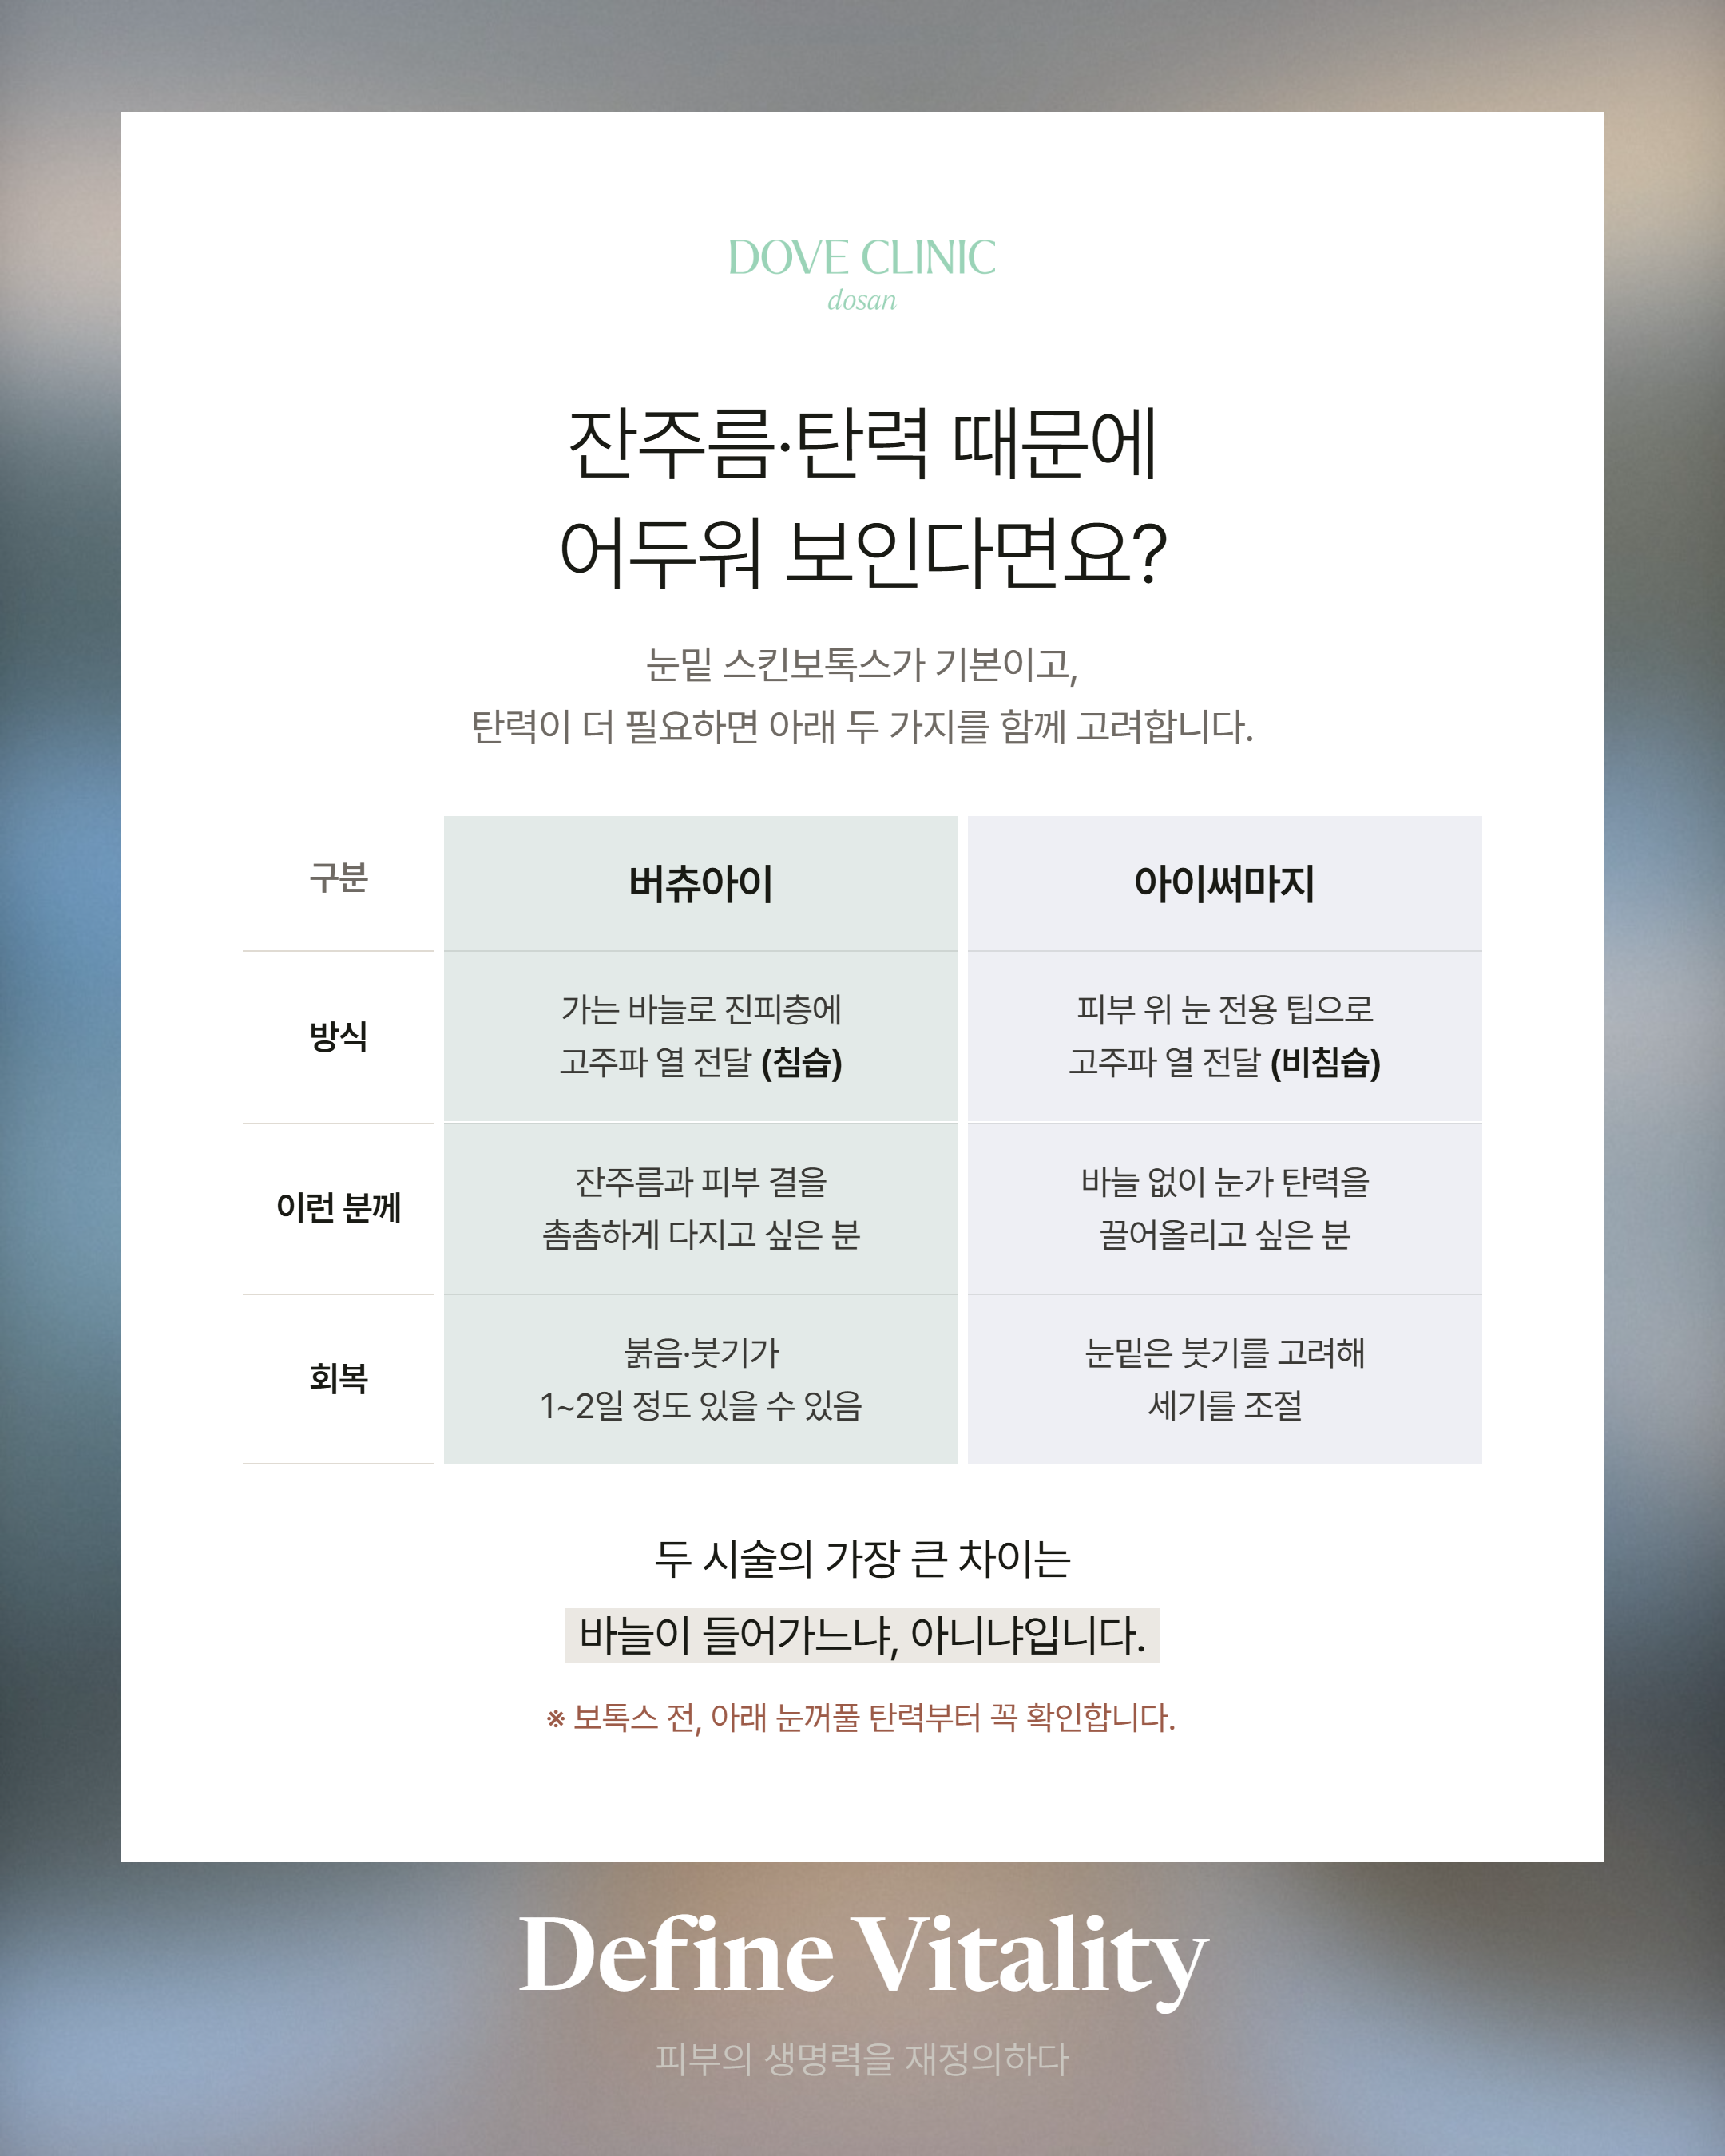 DOVE CLINIC
dosan
잔주름·탄력 때문에
어두워 보인다면요?
눈밑 스킨보톡스가 기본이고,
탄력이 더 필요하면 아래 두 가지를 함께 고려합니다.
구분
버츄아이
아이써마지
방식
가는 바늘로 진피층에
고주파 열 전달 (침습)
피부 위 눈 전용 팁으로
고주파 열 전달 (비침습)
이런 분께
잔주름과 피부 결을
촘촘하게 다지고 싶은 분
바늘 없이 눈가 탄력을
끌어올리고 싶은 분
회복
붉음·붓기가
1~2일 정도 있을 수 있음
눈밑은 붓기를 고려해
세기를 조절
두 시술의 가장 큰 차이는
바늘이 들어가느냐, 아니냐입니다.
※ 보톡스 전, 아래 눈꺼풀 탄력부터 꼭 확인합니다.
Define Vitality
피부의 생명력을 재정의하다